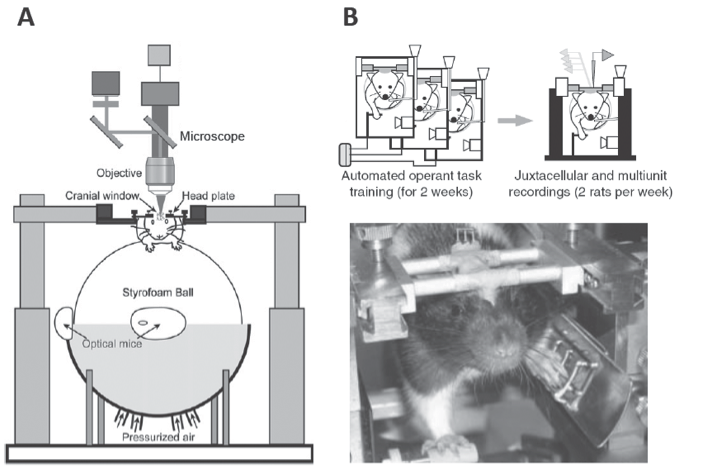 A
Microscope
Objective
Cranial window
Head plate
Styrofoam Ball
Optical mice
Pressurized air
B
Automated operant task
training (for 2 weeks)
Juxtacellular and multiunit
recordings (2 rats per week)